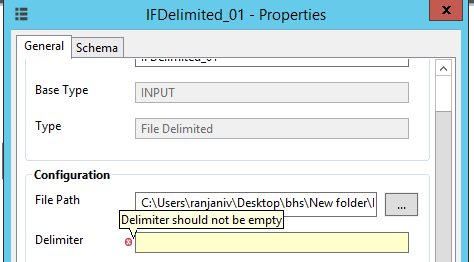 IFDelimited_01 - Properties
x
General Schema
IFDelimited_01
Base Type INPUT
Type File Delimited
Configuration
File Path C:\Users\ranjaniv\Desktop\bhs\New folder\ ...
Delimiter should not be empty
Delimiter